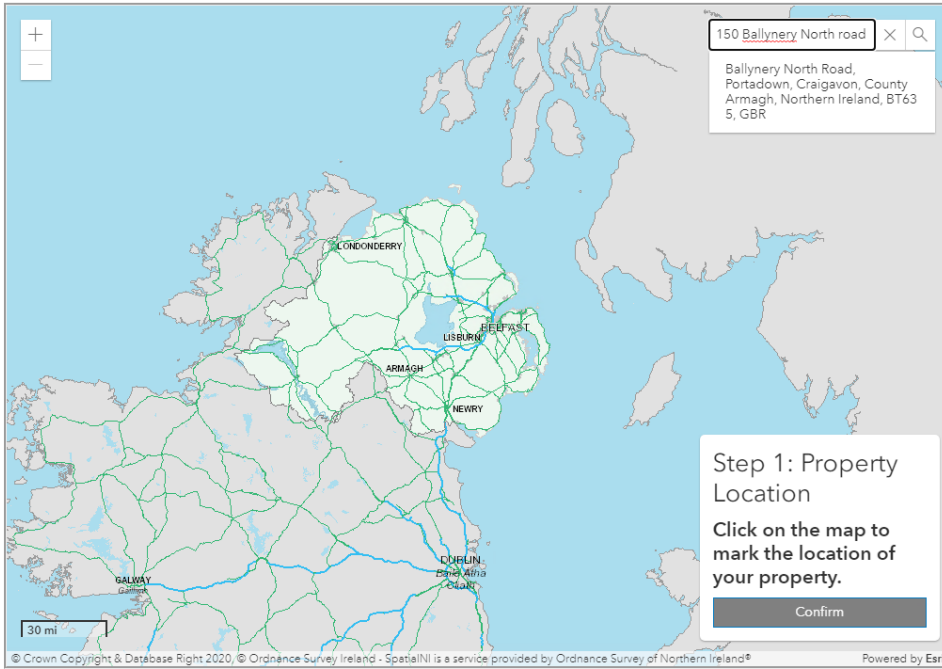 +
150 Ballynery North road
Ballynery North Road,
Portadown, Craigavon, County
Armagh, Northern Ireland, BT63
5, GBR
LONDONDERRY
BELFAST
LISBURN
ARMAGH
NEWRY
Step 1: Property
Location
Click on the map to
mark the location of
your property.
Confirm
DUBLIN
Baile Átha
Cliath
GALWAY
30 mi
© Crown Copyright & Database Right 2020, © Ordnance Survey Ireland - SpatialNI is a service provided by Ordnance Survey of Northern Ireland®
Powered by Esr